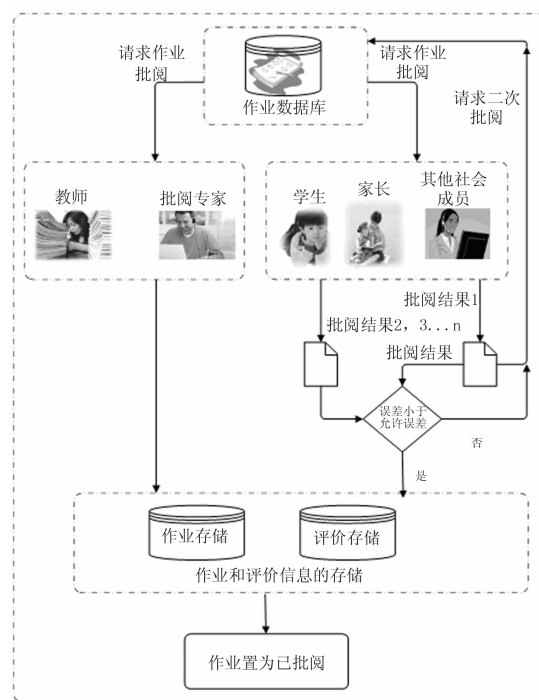 请求作业
批阅
作业数据库
请求作业
批阅
请求二次
批阅
教师
批阅专家
学生
家长
其他社会
成员
批阅结果1
批阅结果2，3...n
批阅结果
误差小于
允许误差
否
是
作业存储
评价存储
作业和评价信息的存储
作业置为已批阅